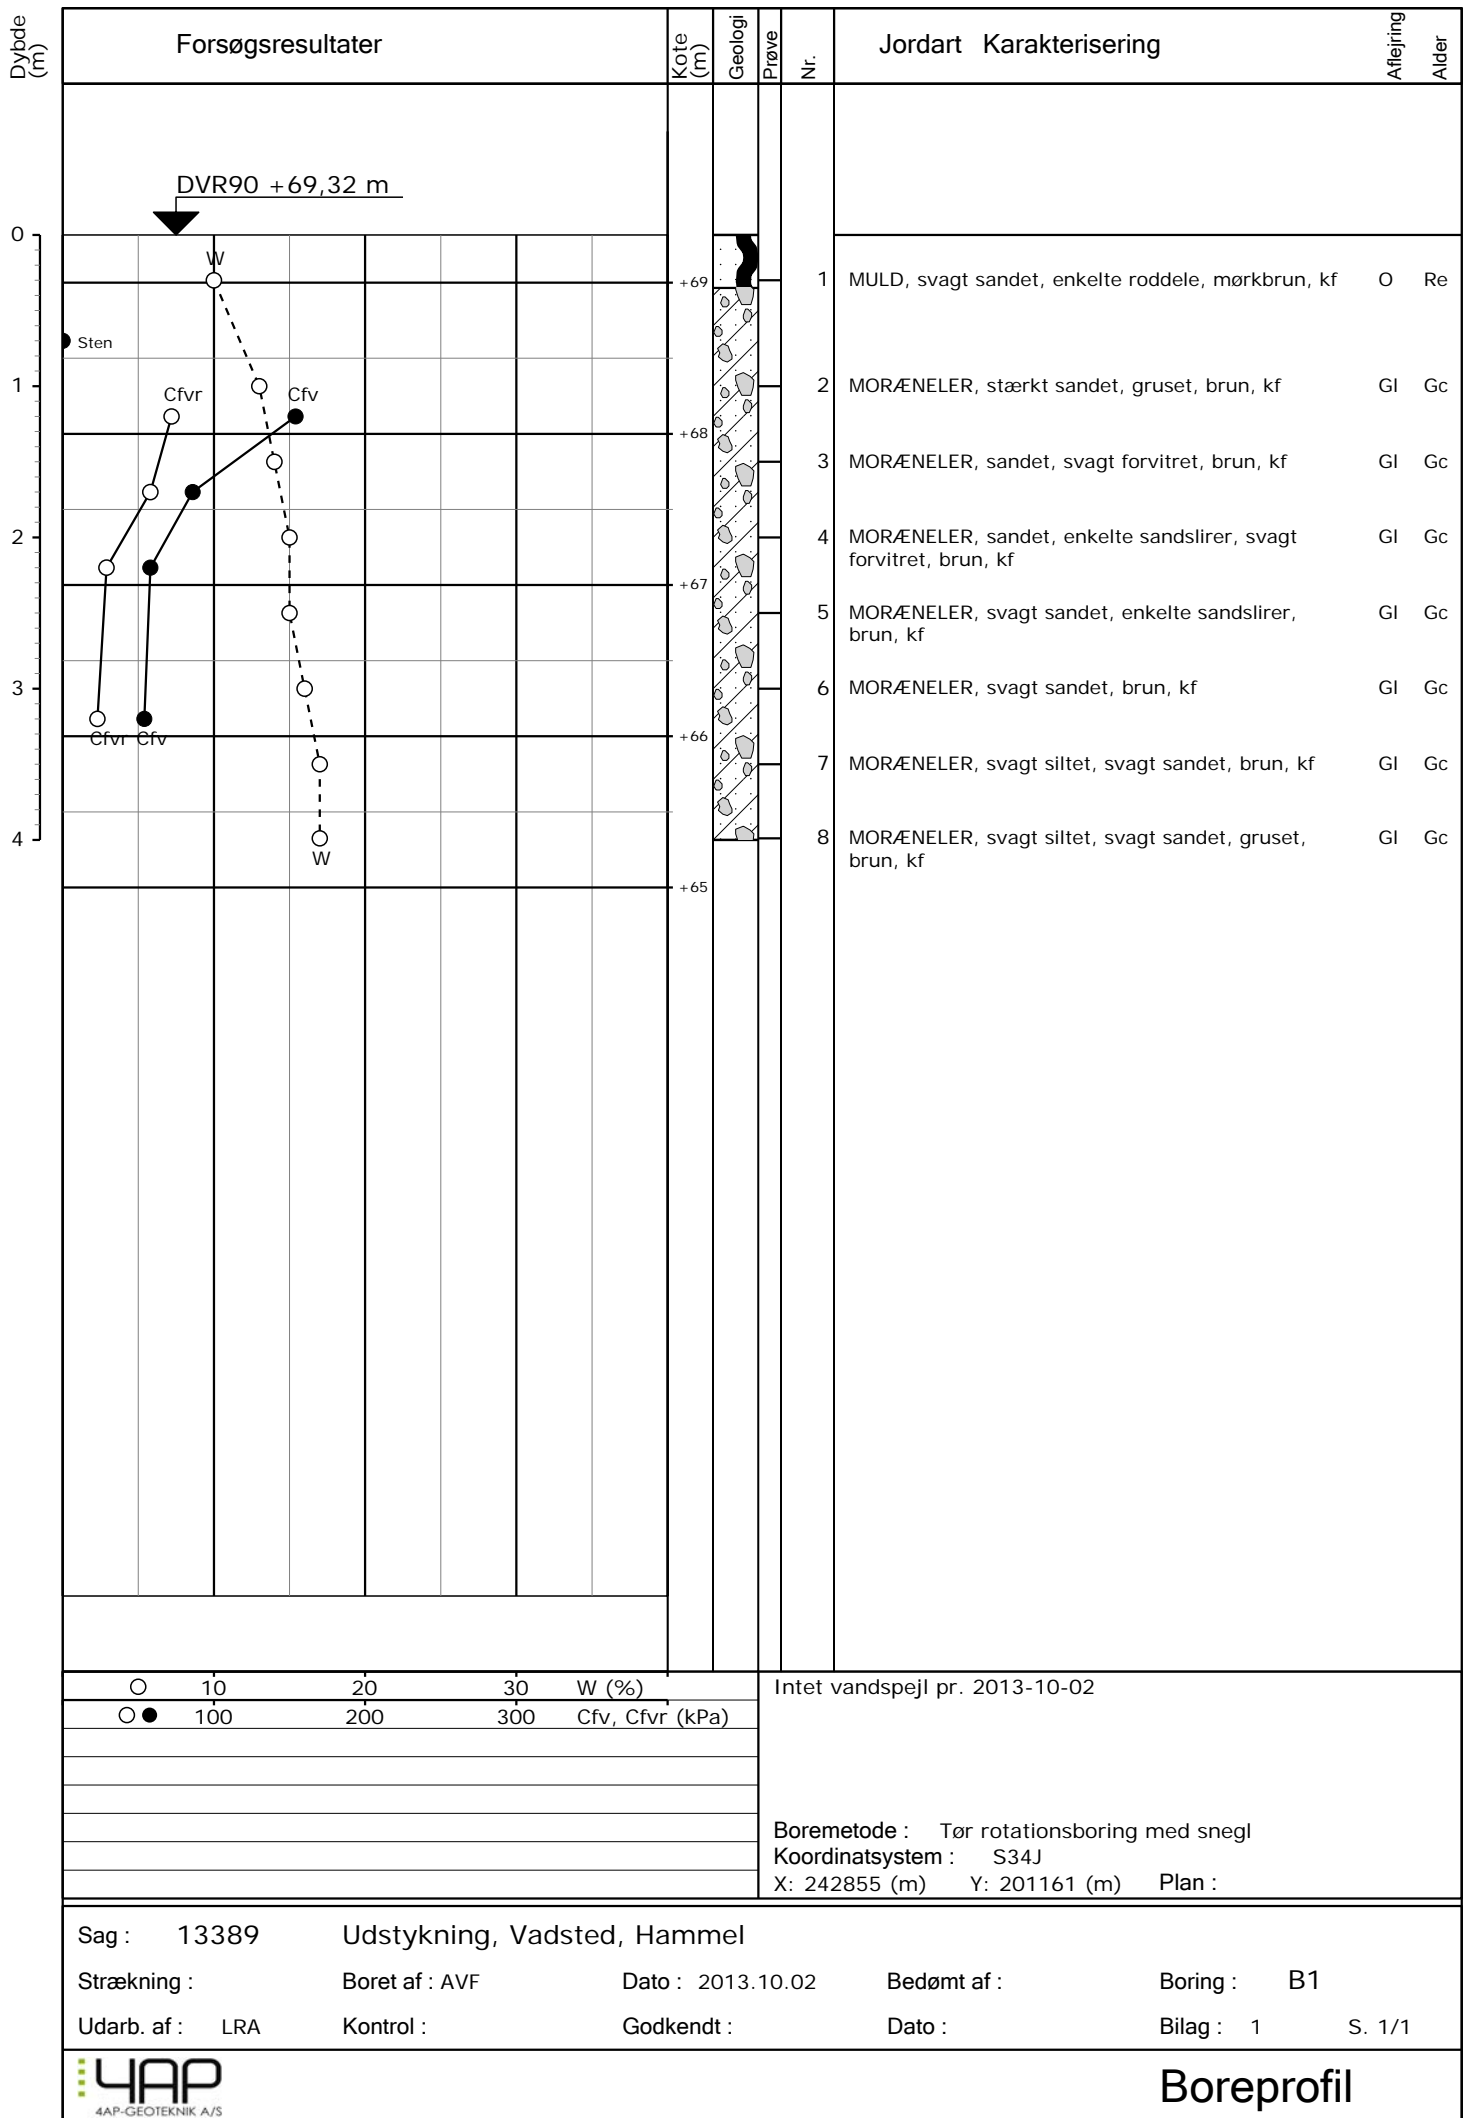 Dybde (m)
Forsøgsresultater
Kote (m)
Geologi
Prøve
Nr.
Jordart Karakterisering
Aflejring
Alder
DVR90 +69,32 m
0
W
+69
1 MULD, svagt sandet, enkelte roddele, mørkbrun, kf O Re
Sten
1
Cfvr Cfv
2 MORÆNELER, stærkt sandet, gruset, brun, kf Gl Gc
+68
3 MORÆNELER, sandet, svagt forvitret, brun, kf Gl Gc
2
4 MORÆNELER, sandet, enkelte sandslirer, svagt Gl Gc
forvitret, brun, kf
+67
5 MORÆNELER, svagt sandet, enkelte sandslirer, Gl Gc
brun, kf
3
6 MORÆNELER, svagt sandet, brun, kf Gl Gc
Cfvr Cfv
+66
7 MORÆNELER, svagt siltet, svagt sandet, brun, kf Gl Gc
4
W
8 MORÆNELER, svagt siltet, svagt sandet, gruset, Gl Gc
brun, kf
+65
10 20 30 W (%)
100 200 300 Cfv, Cfvr (kPa)
Intet vandspejl pr. 2013-10-02
Boremetode : Tør rotationsboring med snegl
Koordinatsystem : S34J
X: 242855 (m) Y: 201161 (m) Plan :
Sag : 13389 Udstykning, Vadsted, Hammel
Strækning : Boret af : AVF Dato : 2013.10.02 Bedømt af : Boring : B1
Udarb. af : LRA Kontrol : Godkendt : Dato : Bilag : 1 S. 1/1
4AP
4AP-GEOTEKNIK A/S
Boreprofil